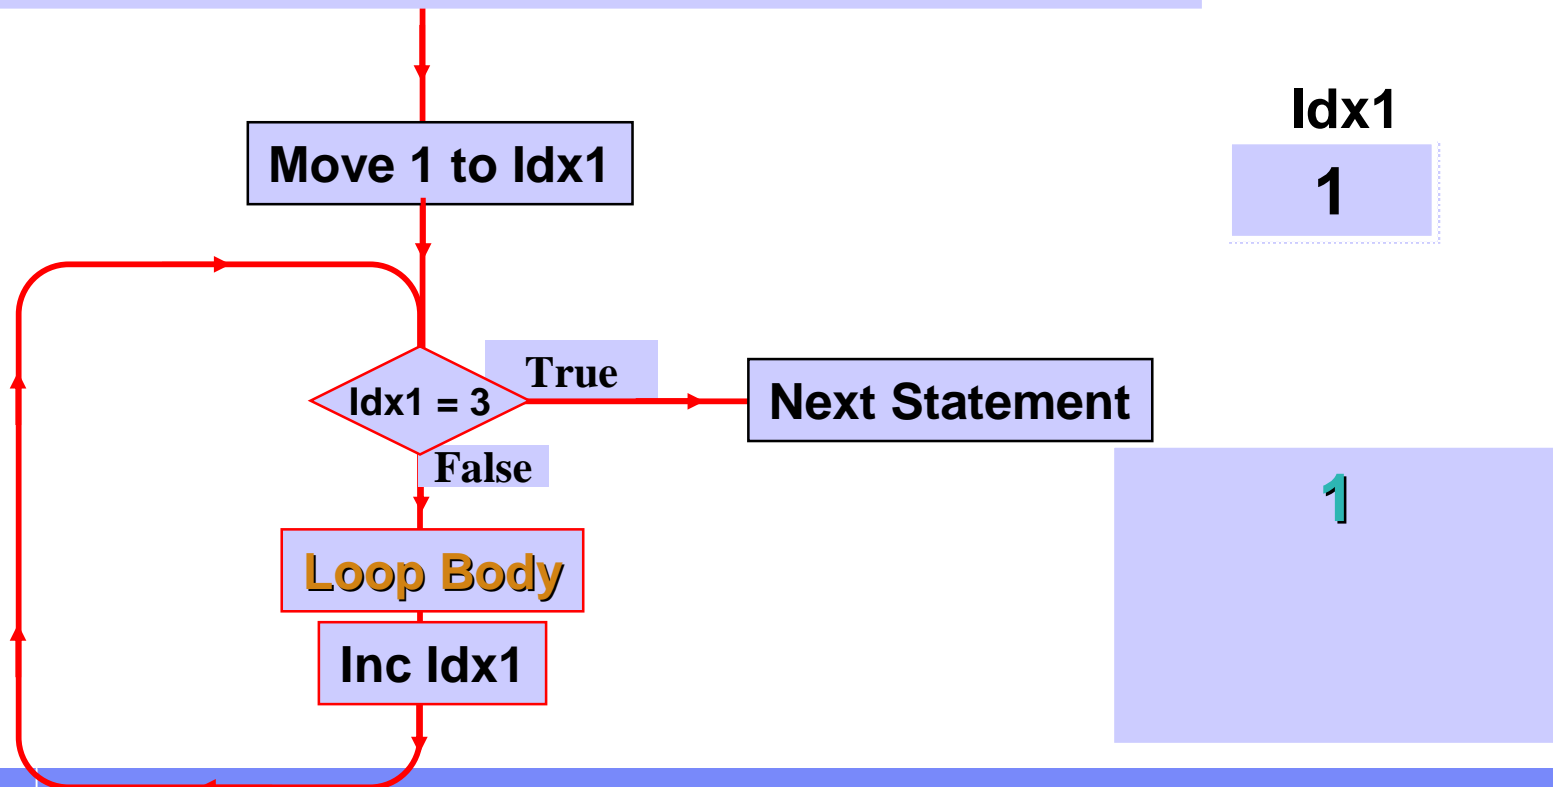 Idx1
1
Move 1 to Idx1
Idx1 = 3
True
Next Statement
False
1
Loop Body
Inc Idx1